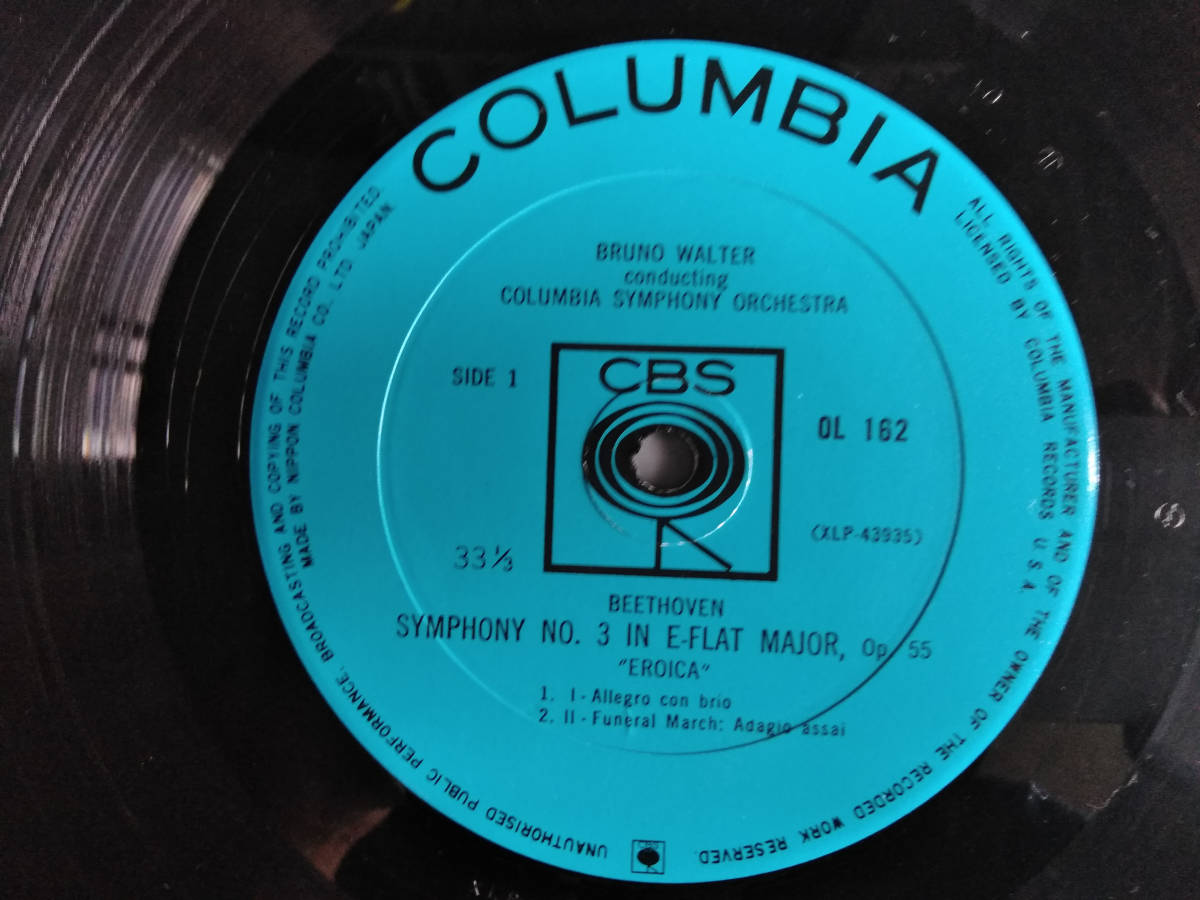 COLUMBIA
BRUNO WALTER
conducting
COLUMBIA SYMPHONY ORCHESTRA
SIDE 1
CBS
OL 162
33 1/3
(XLP-43935)
BEETHOVEN
SYMPHONY NO. 3 IN E-FLAT MAJOR, Op. 55
"EROICA"
1. I - Allegro con brio
2. II - Funeral March: Adagio assai
ALL RIGHTS OF THE MANUFACTURER AND OF THE OWNER OF THE RECORDED WORK RESERVED.
LICENSED BY COLUMBIA RECORDS U.S.A.
CBS
UNAUTHORISED PUBLIC PERFORMANCE, BROADCASTING AND COPYING OF THIS RECORD PROHIBITED.
MADE BY NIPPON COLUMBIA CO. LTD. JAPAN.